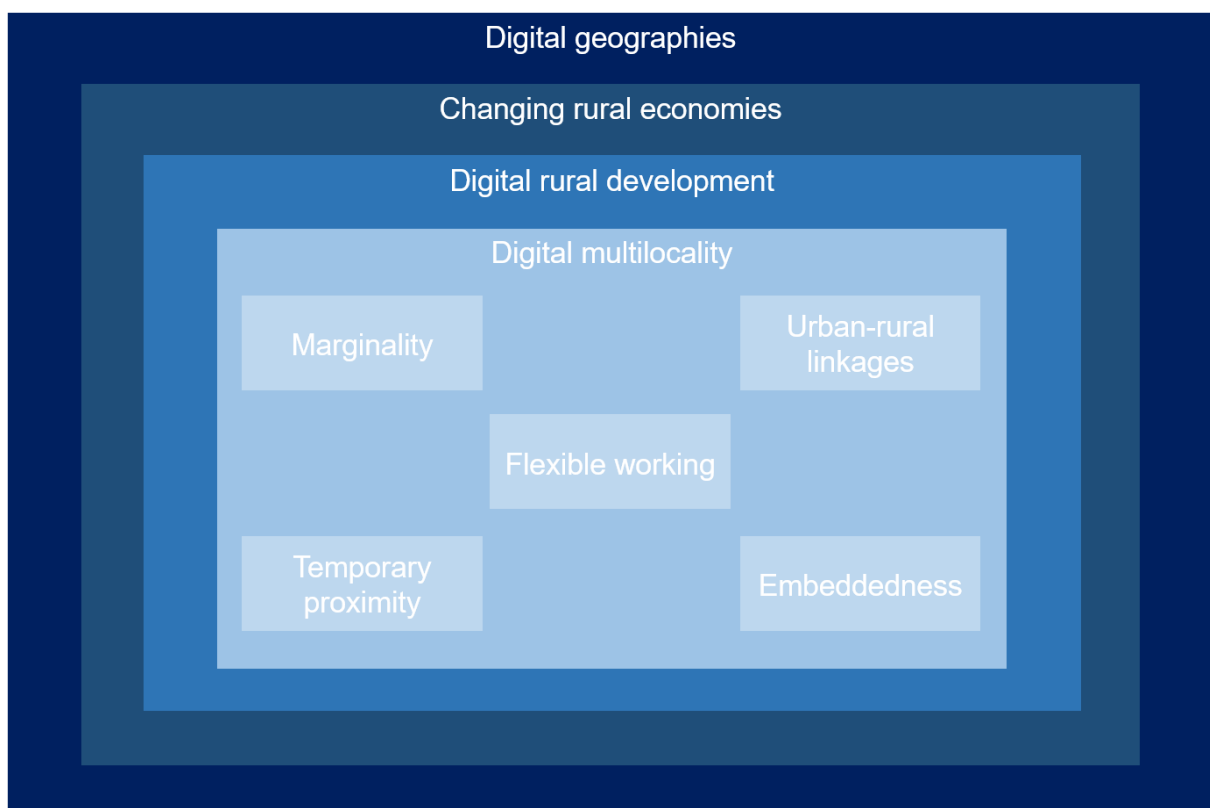 Digital geographies
Changing rural economies
Digital rural development
Digital multilocality
Marginality
Urban-rural
linkages
Flexible working
Temporary
proximity
Embeddedness